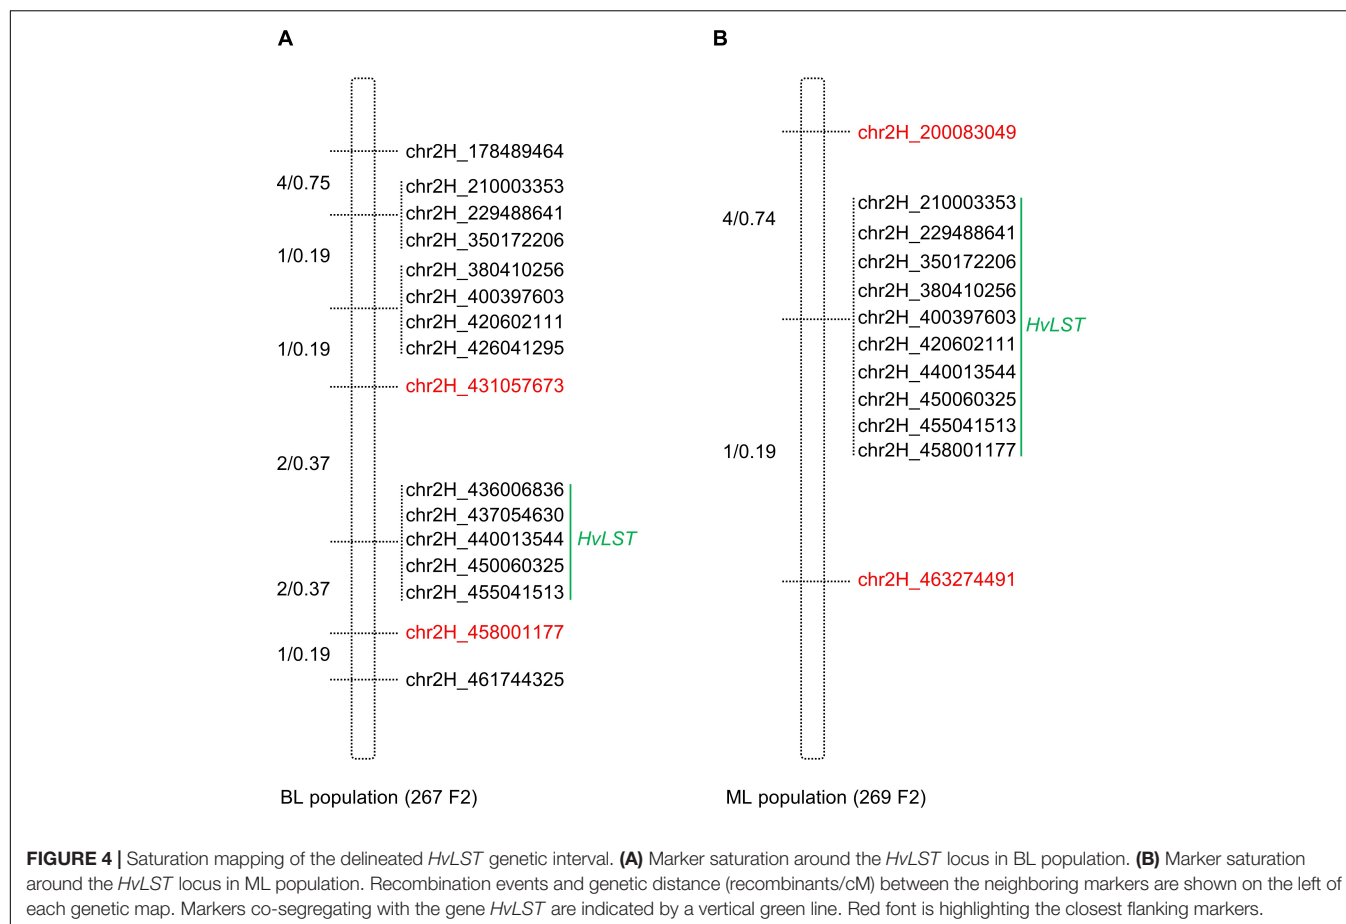 A
chr2H_178489464
4/0.75
chr2H_210003353
chr2H_229488641
chr2H_350172206
1/0.19
chr2H_380410256
chr2H_400397603
chr2H_420602111
chr2H_426041295
1/0.19
chr2H_431057673
2/0.37
chr2H_436006836
chr2H_437054630
chr2H_440013544
chr2H_450060325
chr2H_455041513
HvLST
2/0.37
chr2H_458001177
1/0.19
chr2H_461744325
BL population (267 F2)
B
chr2H_200083049
4/0.74
chr2H_210003353
chr2H_229488641
chr2H_350172206
chr2H_380410256
chr2H_400397603
chr2H_420602111
chr2H_440013544
chr2H_450060325
chr2H_455041513
chr2H_458001177
HvLST
1/0.19
chr2H_463274491
ML population (269 F2)
FIGURE 4 | Saturation mapping of the delineated HvLST genetic interval. (A) Marker saturation around the HvLST locus in BL population. (B) Marker saturation
around the HvLST locus in ML population. Recombination events and genetic distance (recombinants/cM) between the neighboring markers are shown on the left of
each genetic map. Markers co-segregating with the gene HvLST are indicated by a vertical green line. Red font is highlighting the closest flanking markers.